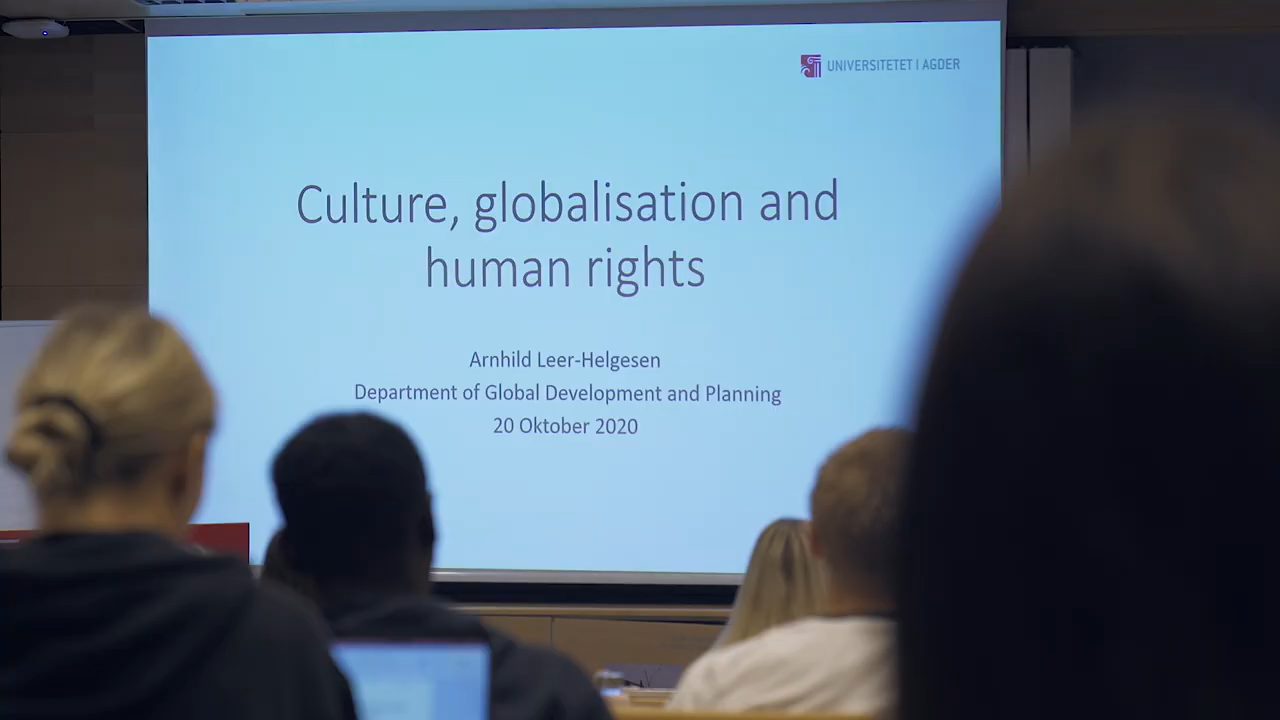 UNIVERSITETET I AGDER
Culture, globalisation and
human rights
Arnhild Leer-Helgesen
Department of Global Development and Planning
20 Oktober 2020